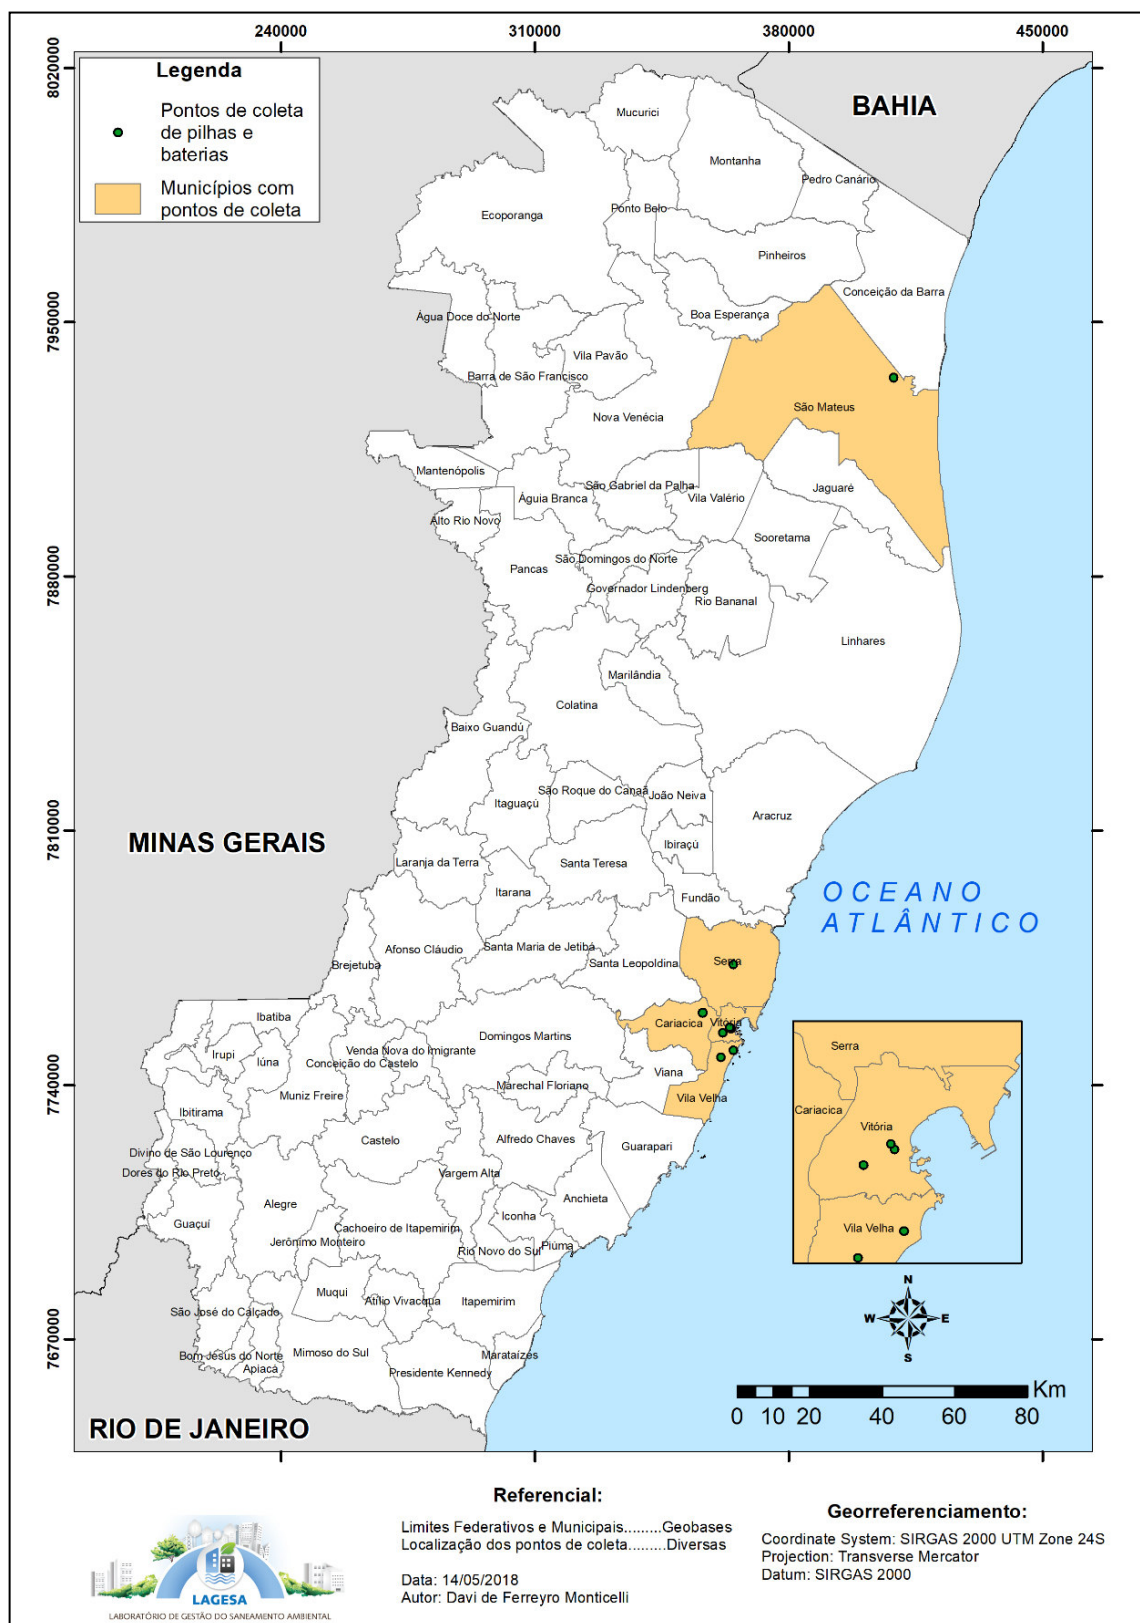 240000
310000
380000
450000
8020000
7950000
7880000
7810000
7740000
7670000
Legenda
Pontos de coleta
de pilhas e
baterias
Municípios com
pontos de coleta
BAHIA
Mucurici
Montanha
Pedro Canário
Ecoporanga
Ponto Belo
Pinheiros
Conceição da Barra
Boa Esperança
Água Doce do Norte
Vila Pavão
Barra de São Francisco
São Mateus
Nova Venécia
Mantenópolis
São Gabriel da Palha
Jaguaré
Águia Branca
Vila Valério
Alto Rio Novo
Sooretama
São Domingos do Norte
Pancas
Governador Lindenberg
Rio Bananal
Linhares
Marilândia
Colatina
Baixo Guandú
São Roque do Canaã
João Neiva
Itaguaçú
Aracruz
MINAS GERAIS
Ibiraçú
Laranja da Terra
Santa Teresa
Itarana
Fundão
OCEANO
ATLÂNTICO
Afonso Cláudio
Santa Maria de Jetibá
Santa Leopoldina
Serra
Brejetuba
Ibatiba
Cariacica
Vitória
Domingos Martins
Irupi
Iúna
Venda Nova do Imigrante
Conceição do Castelo
Viana
Marechal Floriano
Muniz Freire
Vila Velha
Ibitirama
Castelo
Alfredo Chaves
Guarapari
Divino de São Lourenço
Dores do Rio Preto
Vargem Alta
Anchieta
Alegre
Iconha
Guaçuí
Cachoeiro de Itapemirim
Jerônimo Monteiro
Rio Novo do Sul
Piúma
Muqui
Atílio Vivacqua
Itapemirim
São José do Calçado
Bom Jesus do Norte
Mimoso do Sul
Marataízes
Apiacá
Presidente Kennedy
RIO DE JANEIRO
Serra
Cariacica
Vitória
Vila Velha
N
W
E
S
Km
0 10 20 40 60 80
Referencial:
Limites Federativos e Municipais.........Geobases
Localização dos pontos de coleta.........Diversas
Data: 14/05/2018
Autor: Davi de Ferreyro Monticelli
Georreferenciamento:
Coordinate System: SIRGAS 2000 UTM Zone 24S
Projection: Transverse Mercator
Datum: SIRGAS 2000
LAGESA
LABORATÓRIO DE GESTÃO DO SANEAMENTO AMBIENTAL